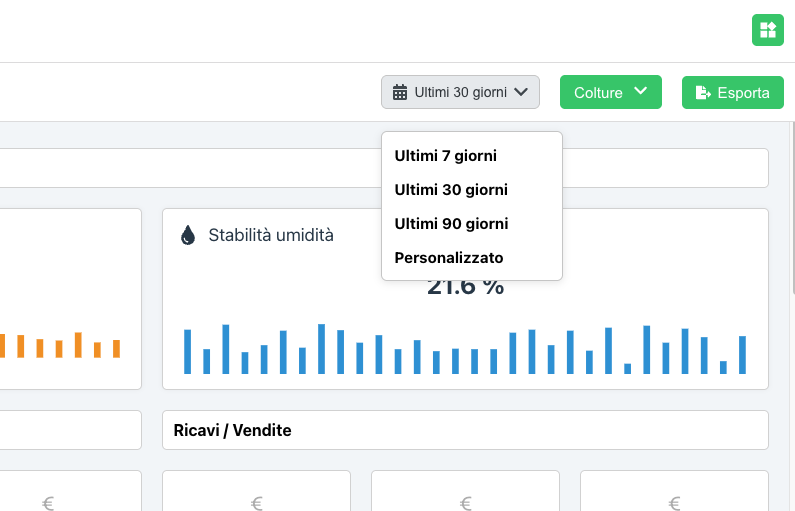 Ultimi 30 giorni
Colture
Esporta
Ultimi 7 giorni
Ultimi 30 giorni
Ultimi 90 giorni
Personalizzato
Stabilità umidità
21.6 %
Ricavi / Vendite
€
€
€
€